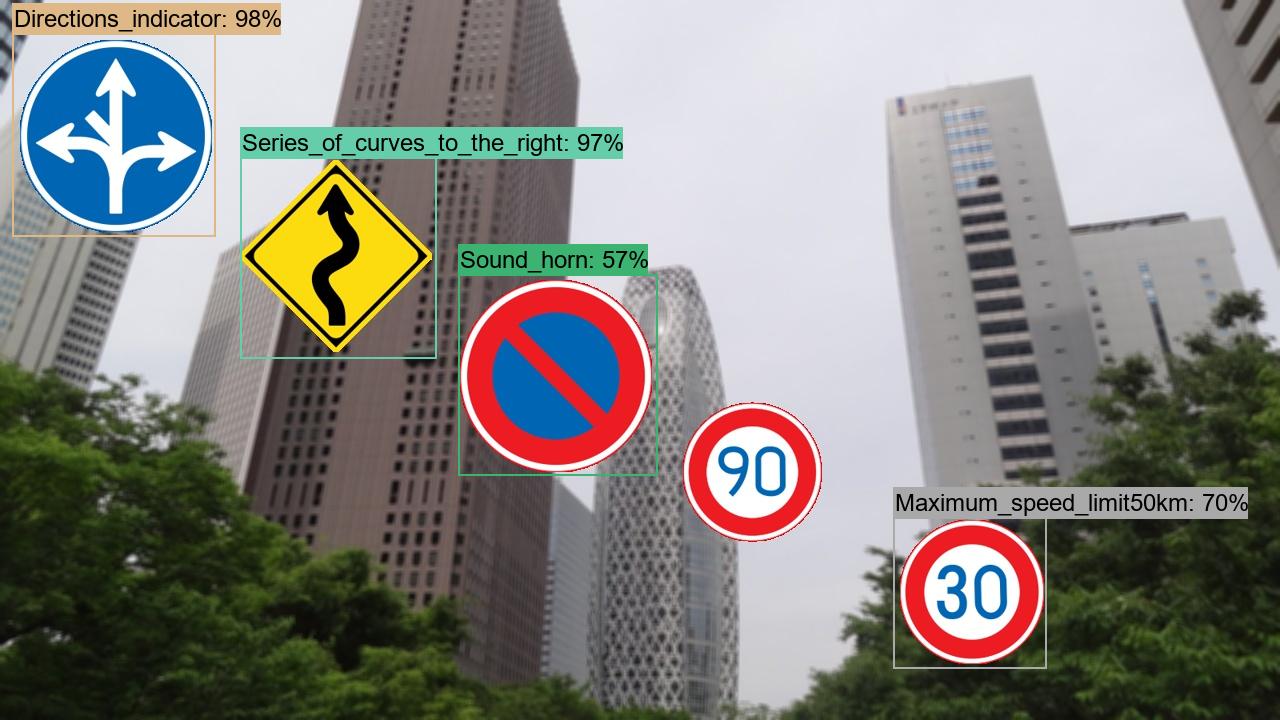 Directions_indicator: 98%
Series_of_curves_to_the_right: 97%
Sound_horn: 57%
90
Maximum_speed_limit50km: 70%
30